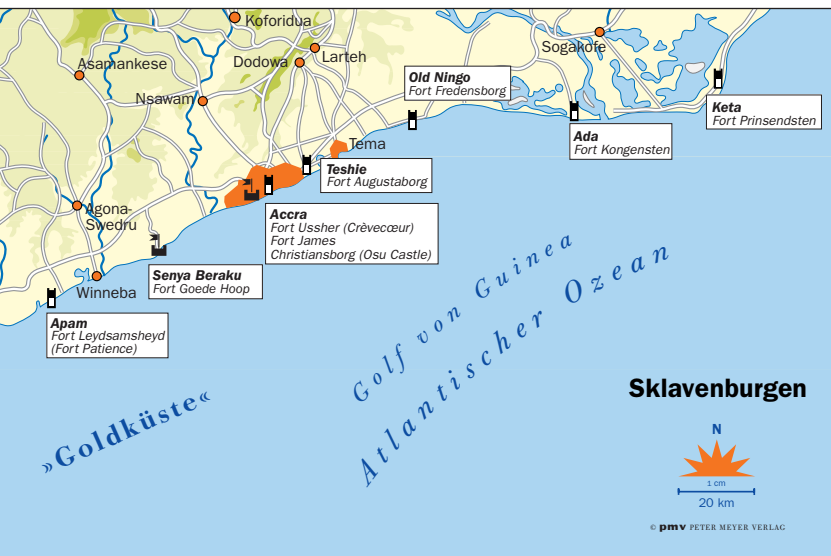 Koforidua
Sogakofe
Larteh
Dodowa
Asamankese
Old Ningo
Fort Fredensborg
Nsawam
Keta
Fort Prinsendsten
Ada
Fort Kongensten
Tema
Teshie
Fort Augustaborg
Agona-
Swedru
Accra
Fort Ussher (Crèvecœur)
Fort James
Christiansborg (Osu Castle)
Senya Beraku
Fort Goede Hoop
Winneba
Apam
Fort Leydsamsheyd
(Fort Patience)
Golf von Guinea
Atlantischer Ozean
»Goldküste«
Sklavenburgen
N
1 cm
20 km
© pmv PETER MEYER VERLAG